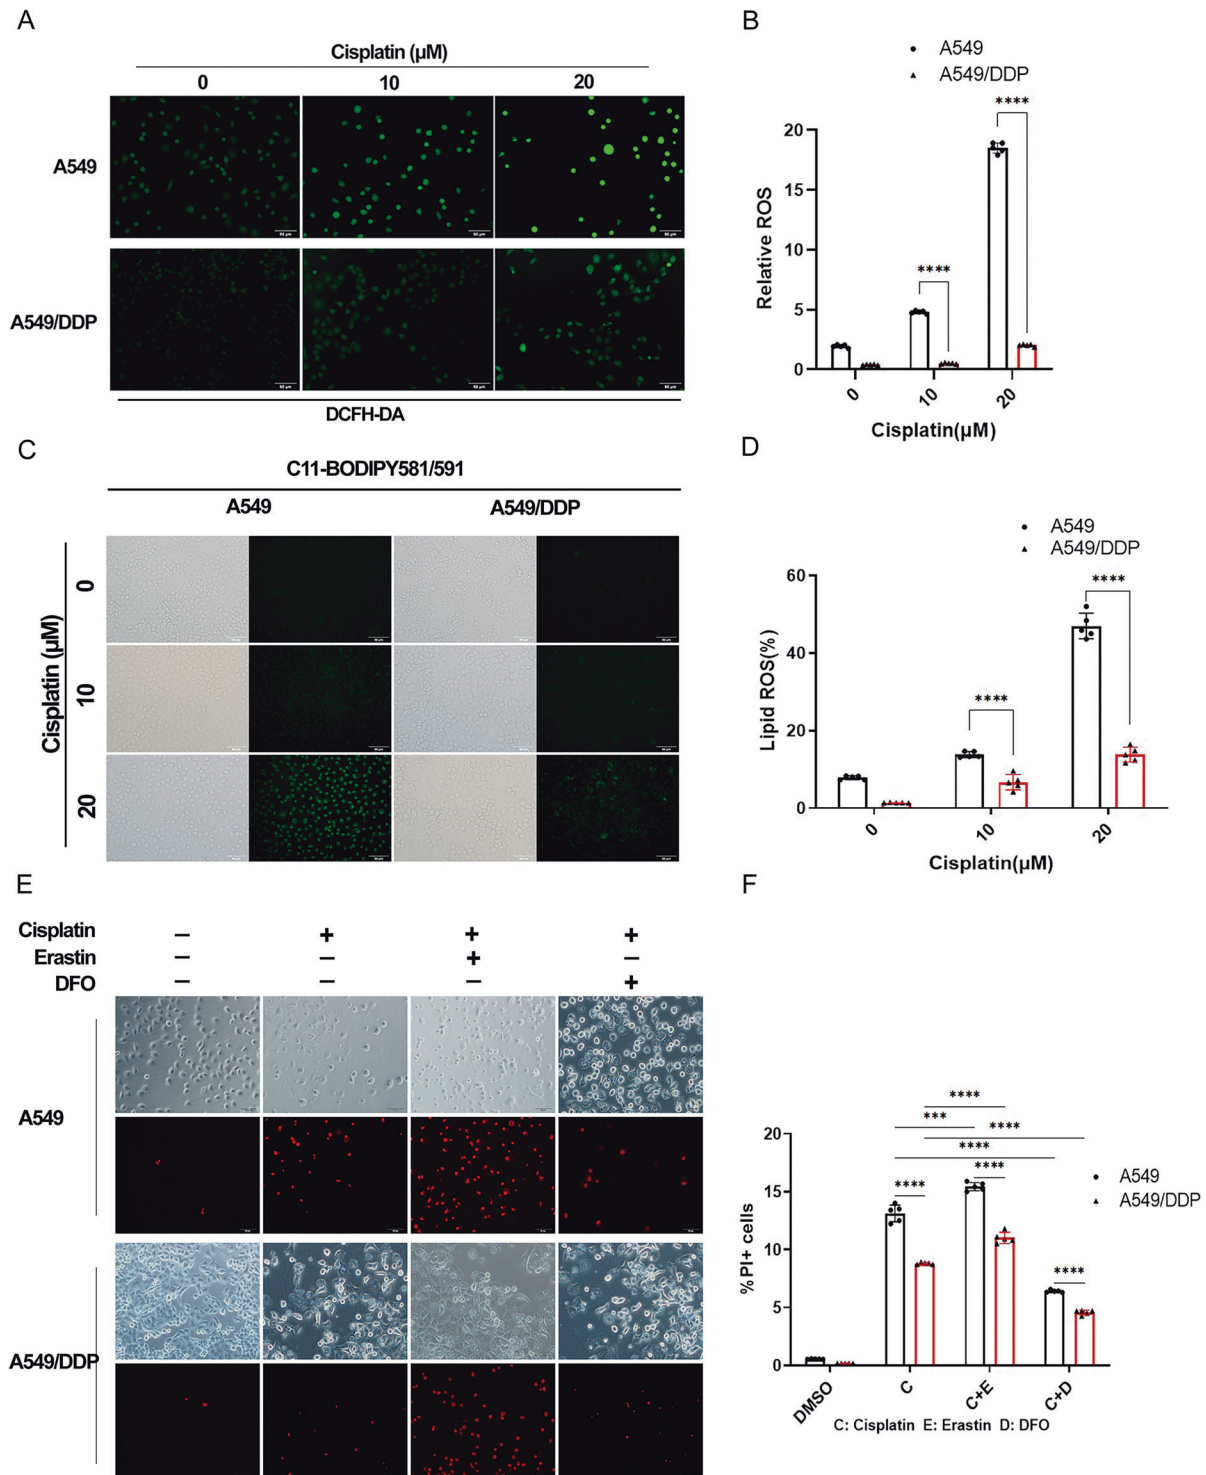 A
Cisplatin (µM)
0 10 20
A549
A549/DDP
DCFH-DA
B
A549
A549/DDP
****
****
Relative ROS
20
15
10
5
0
0 10 20
Cisplatin(µM)
C
C11-BODIPY581/591
A549 A549/DDP
Cisplatin (µM)
0
10
20
D
A549
A549/DDP
****
****
Lipid ROS(%)
60
40
20
0
0 10 20
Cisplatin(µM)
E
Cisplatin − + + +
Erastin − − + −
DFO − − − +
A549
A549/DDP
F
****
***
****
****
****
****
****
A549
A549/DDP
%PI+ cells
20
15
10
5
0
DMSO C C+E C+D
C: Cisplatin E: Erastin D: DFO